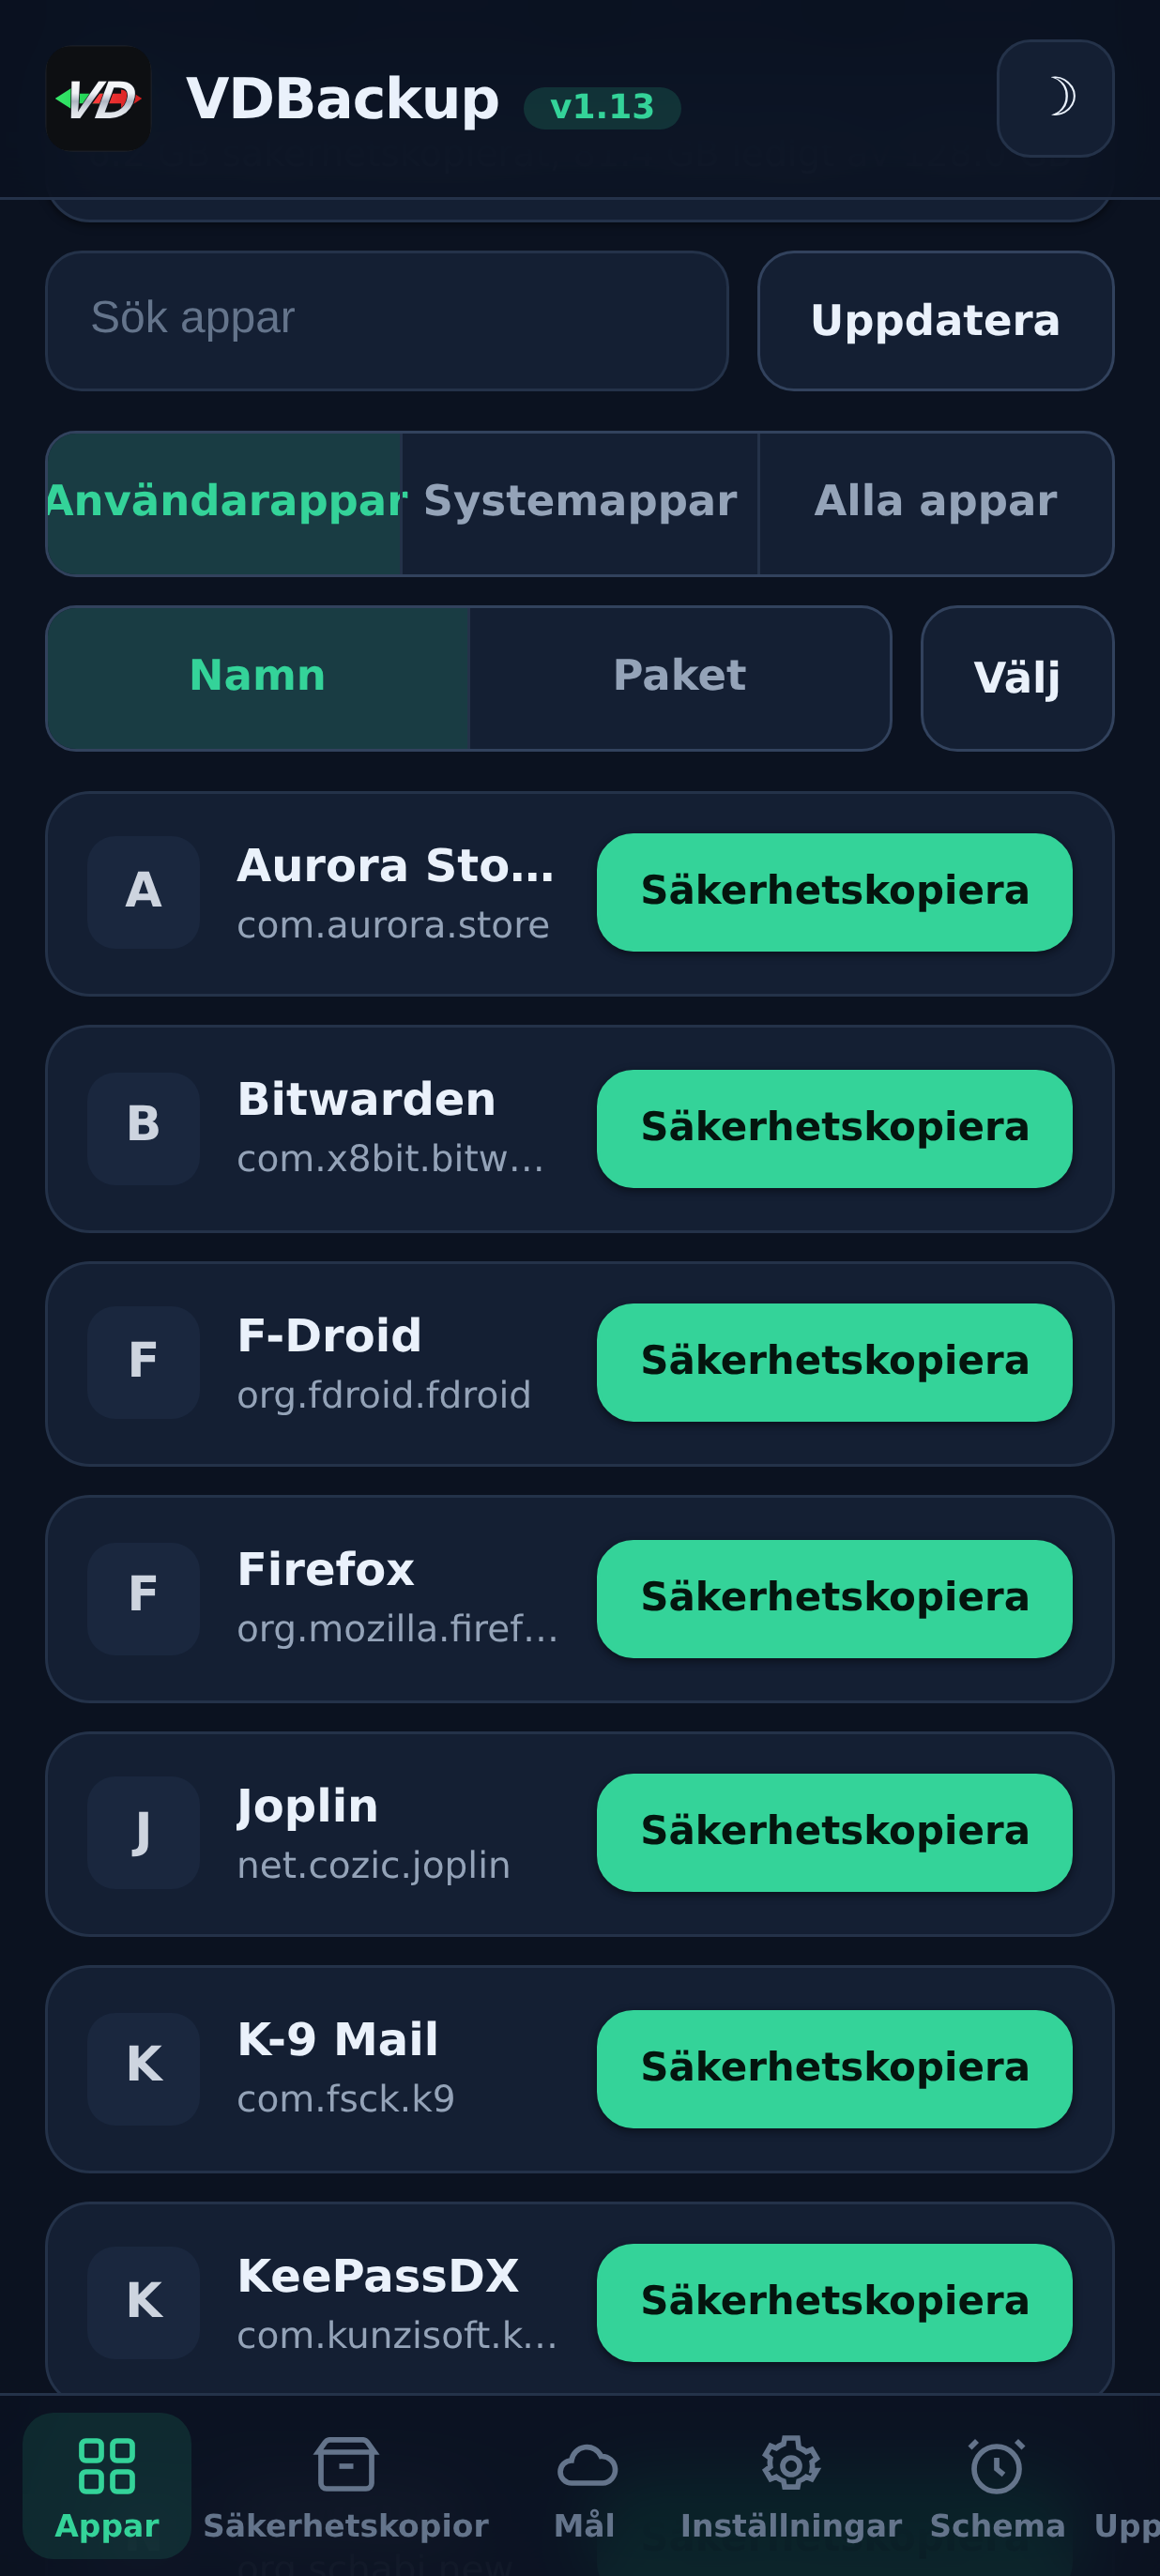 VD VDBackup v1.13
Sök appar
Uppdatera
Användarappar Systemappar Alla appar
Namn Paket Välj
A Aurora Sto... Säkerhetskopiera
com.aurora.store
B Bitwarden Säkerhetskopiera
com.x8bit.bitw...
F F-Droid Säkerhetskopiera
org.fdroid.fdroid
F Firefox Säkerhetskopiera
org.mozilla.firef...
J Joplin Säkerhetskopiera
net.cozic.joplin
K K-9 Mail Säkerhetskopiera
com.fsck.k9
K KeePassDX Säkerhetskopiera
com.kunzisoft.k...
Appar Säkerhetskopior Mål Inställningar Schema Upp